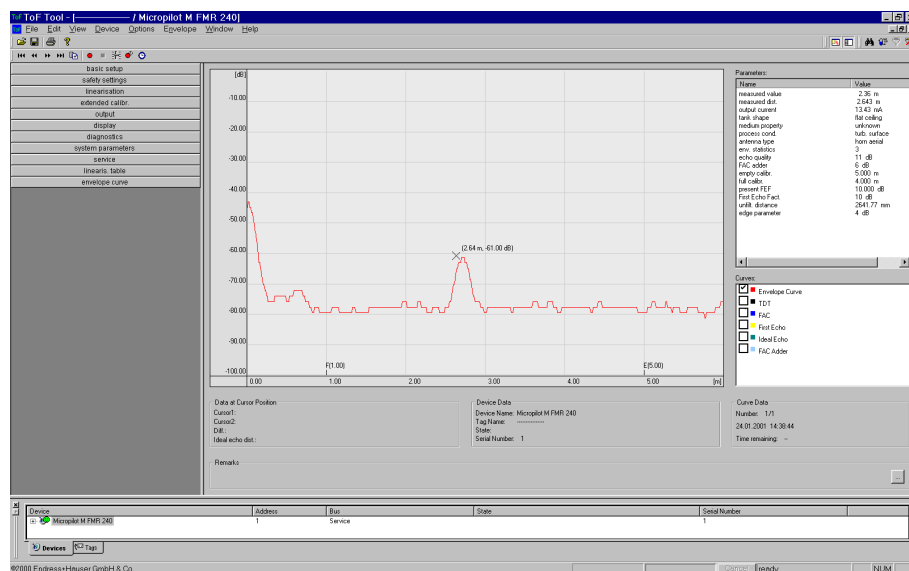 ToF Tool - [—————— / Micropilot M FMR 240]
File Edit View Device Options Envelope Window Help
basic setup
safety settings
linearisation
extended calibr.
output
display
diagnostics
system parameters
service
linearis. table
envelope curve
[dB]
-10.00
-20.00
-30.00
-40.00
-50.00
-60.00
-70.00
-80.00
-90.00
-100.00
(2.64 m, -61.00 dB)
F(1.00)
E(5.00)
0.00 1.00 2.00 3.00 4.00 5.00 [m]
Parameters:
Name Value
measured value 2.36 m
measured dist. 2.643 m
output current 13.43 mA
tank shape flat ceiling
medium property unknown
process cond. turb. surface
antenna type horn aerial
env. statistics 3
echo quality 11 dB
FAC adder 6 dB
empty calibr. 5.000 m
full calibr. 4.000 m
present FEF 10.000 dB
First Echo Fact. 10 dB
unfilt. distance 2641.77 mm
edge parameter 4 dB
Curves:
Envelope Curve
TDT
FAC
First Echo
Ideal Echo
FAC Adder
Data at Cursor Position
Cursor1:
Cursor2:
Diff.:
Ideal echo dist.:
Device Data
Device Name: Micropilot M FMR 240
Tag Name: -------------
State:
Serial Number: 1
Curve Data
Number: 1/1
24.01.2001 14:38:44
Time remaining: --
Remarks
...
Device Address Bus State Serial Number
Micropilot M FMR 240 1 Service 1
Devices Tags
©2000 Endress+Hauser GmbH & Co. Cancel ready NUM